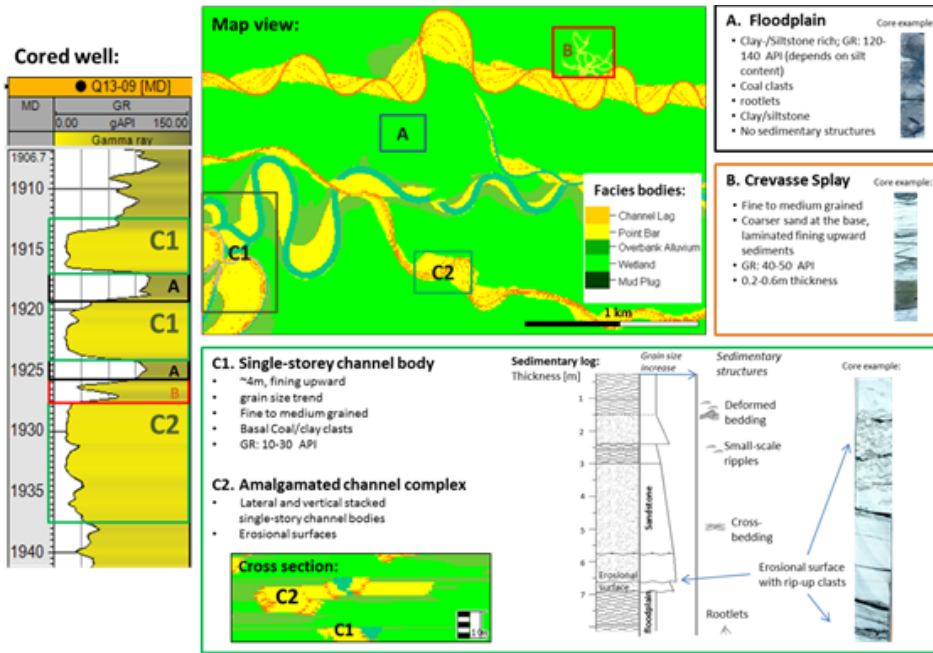 Cored well:
● Q13-09 [MD]
MD
GR
0.00 gAPI 150.00
Gamma ray
1906.7
1910
1915
1920
1925
1930
1935
1940
C1
A
C1
A
B
C2
Map view:
B
A
C1
C2
Facies bodies:
Channel Lag
Point Bar
Overbank Alluvium
Wetland
Mud Plug
1 km
A. Floodplain
Core example:
• Clay-/Siltstone rich; GR: 120-
140 API (depends on silt
content)
• Coal clasts
• rootlets
• Clay/siltstone
• No sedimentary structures
B. Crevasse Splay
Core example:
• Fine to medium grained
• Coarser sand at the base,
laminated fining upward
sediments
• GR: 40-50 API
• 0.2-0.6m thickness
C1. Single-storey channel body
• ~4m, fining upward
• grain size trend
• Fine to medium grained
• Basal Coal/clay clasts
• GR: 10-30 API
C2. Amalgamated channel complex
• Lateral and vertical stacked
single-story channel bodies
• Erosional surfaces
Cross section:
C2
C1
Sedimentary log:
Thickness [m]
Grain size
increase
Sedimentary
structures
Core example:
1
2
3
4
5
6
7
Sandstone
floodplain
Erosional
surface
Deformed
bedding
Small-scale
ripples
Cross-
bedding
Erosional surface
with rip-up clasts
Rootlets